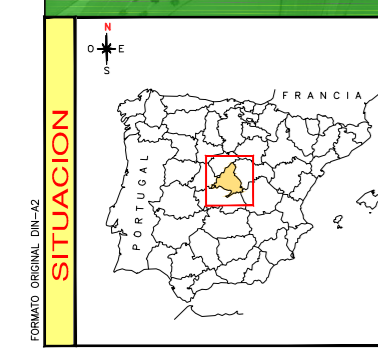 N
O E
S
FRANCIA
PORTUGAL
SITUACION
FORMATO ORIGINAL DIN-A2